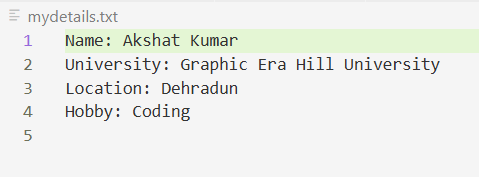 mydetails.txt
1 Name: Akshat Kumar
2 University: Graphic Era Hill University
3 Location: Dehradun
4 Hobby: Coding
5